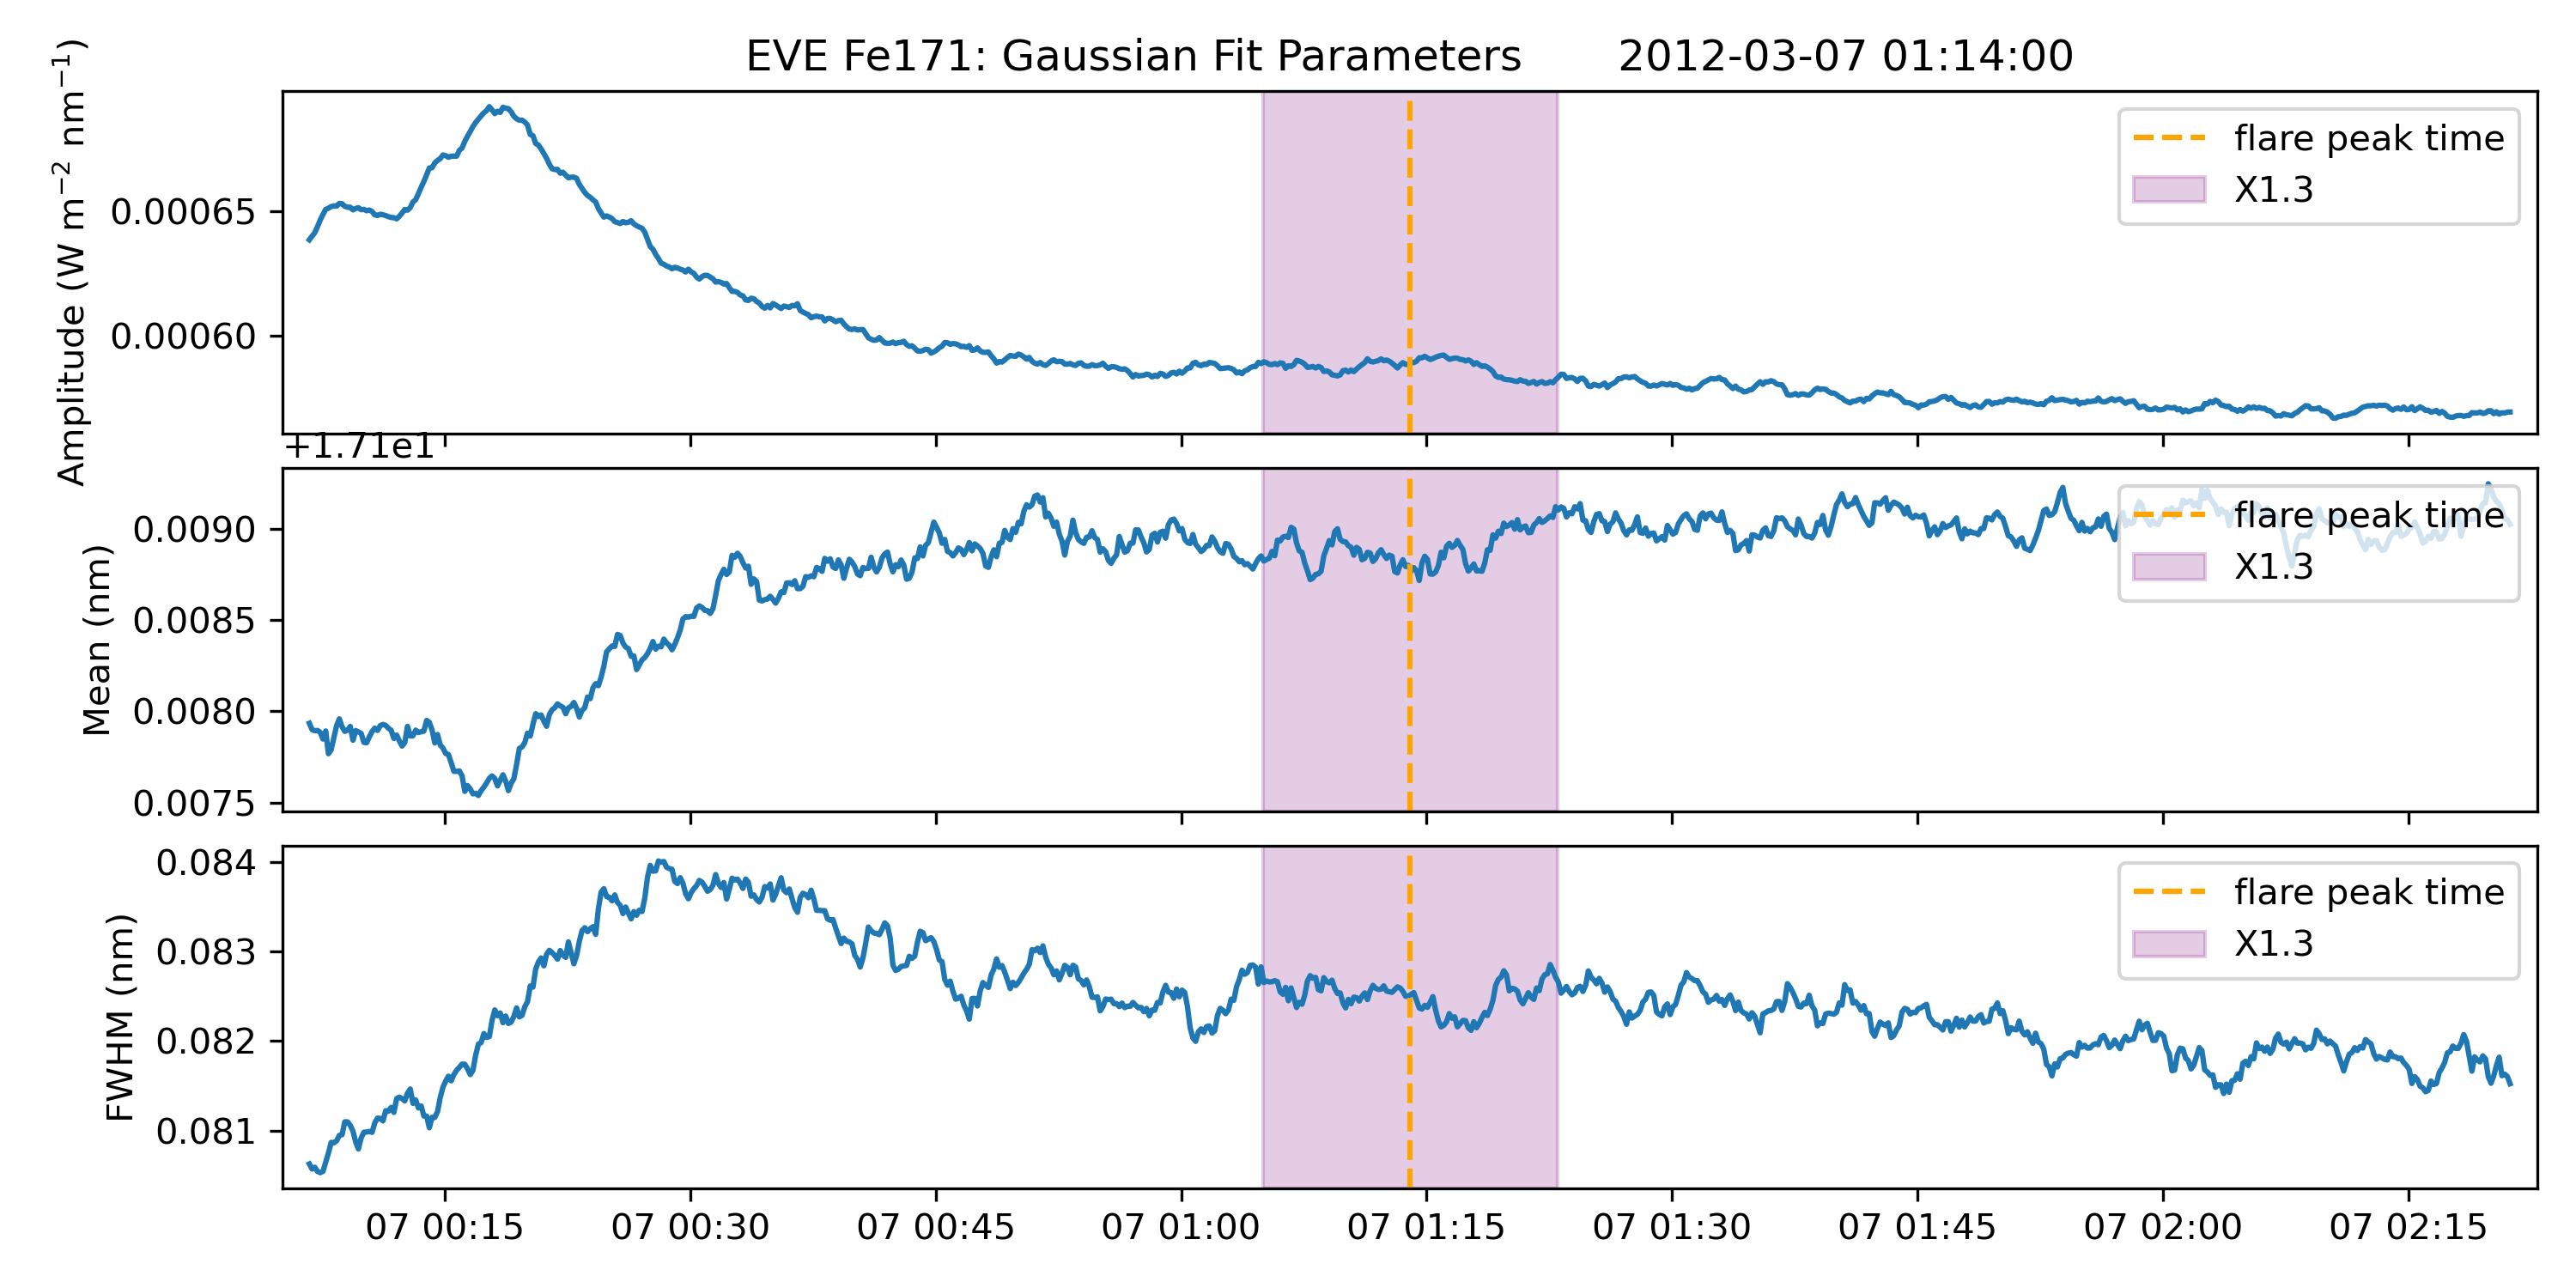 EVE Fe171: Gaussian Fit Parameters 2012-03-07 01:14:00
Amplitude (W m⁻² nm⁻¹)
0.00065
0.00060
flare peak time
X1.3
+1.71e1
Mean (nm)
0.0090
0.0085
0.0080
0.0075
flare peak time
X1.3
FWHM (nm)
0.084
0.083
0.082
0.081
flare peak time
X1.3
07 00:15 07 00:30 07 00:45 07 01:00 07 01:15 07 01:30 07 01:45 07 02:00 07 02:15